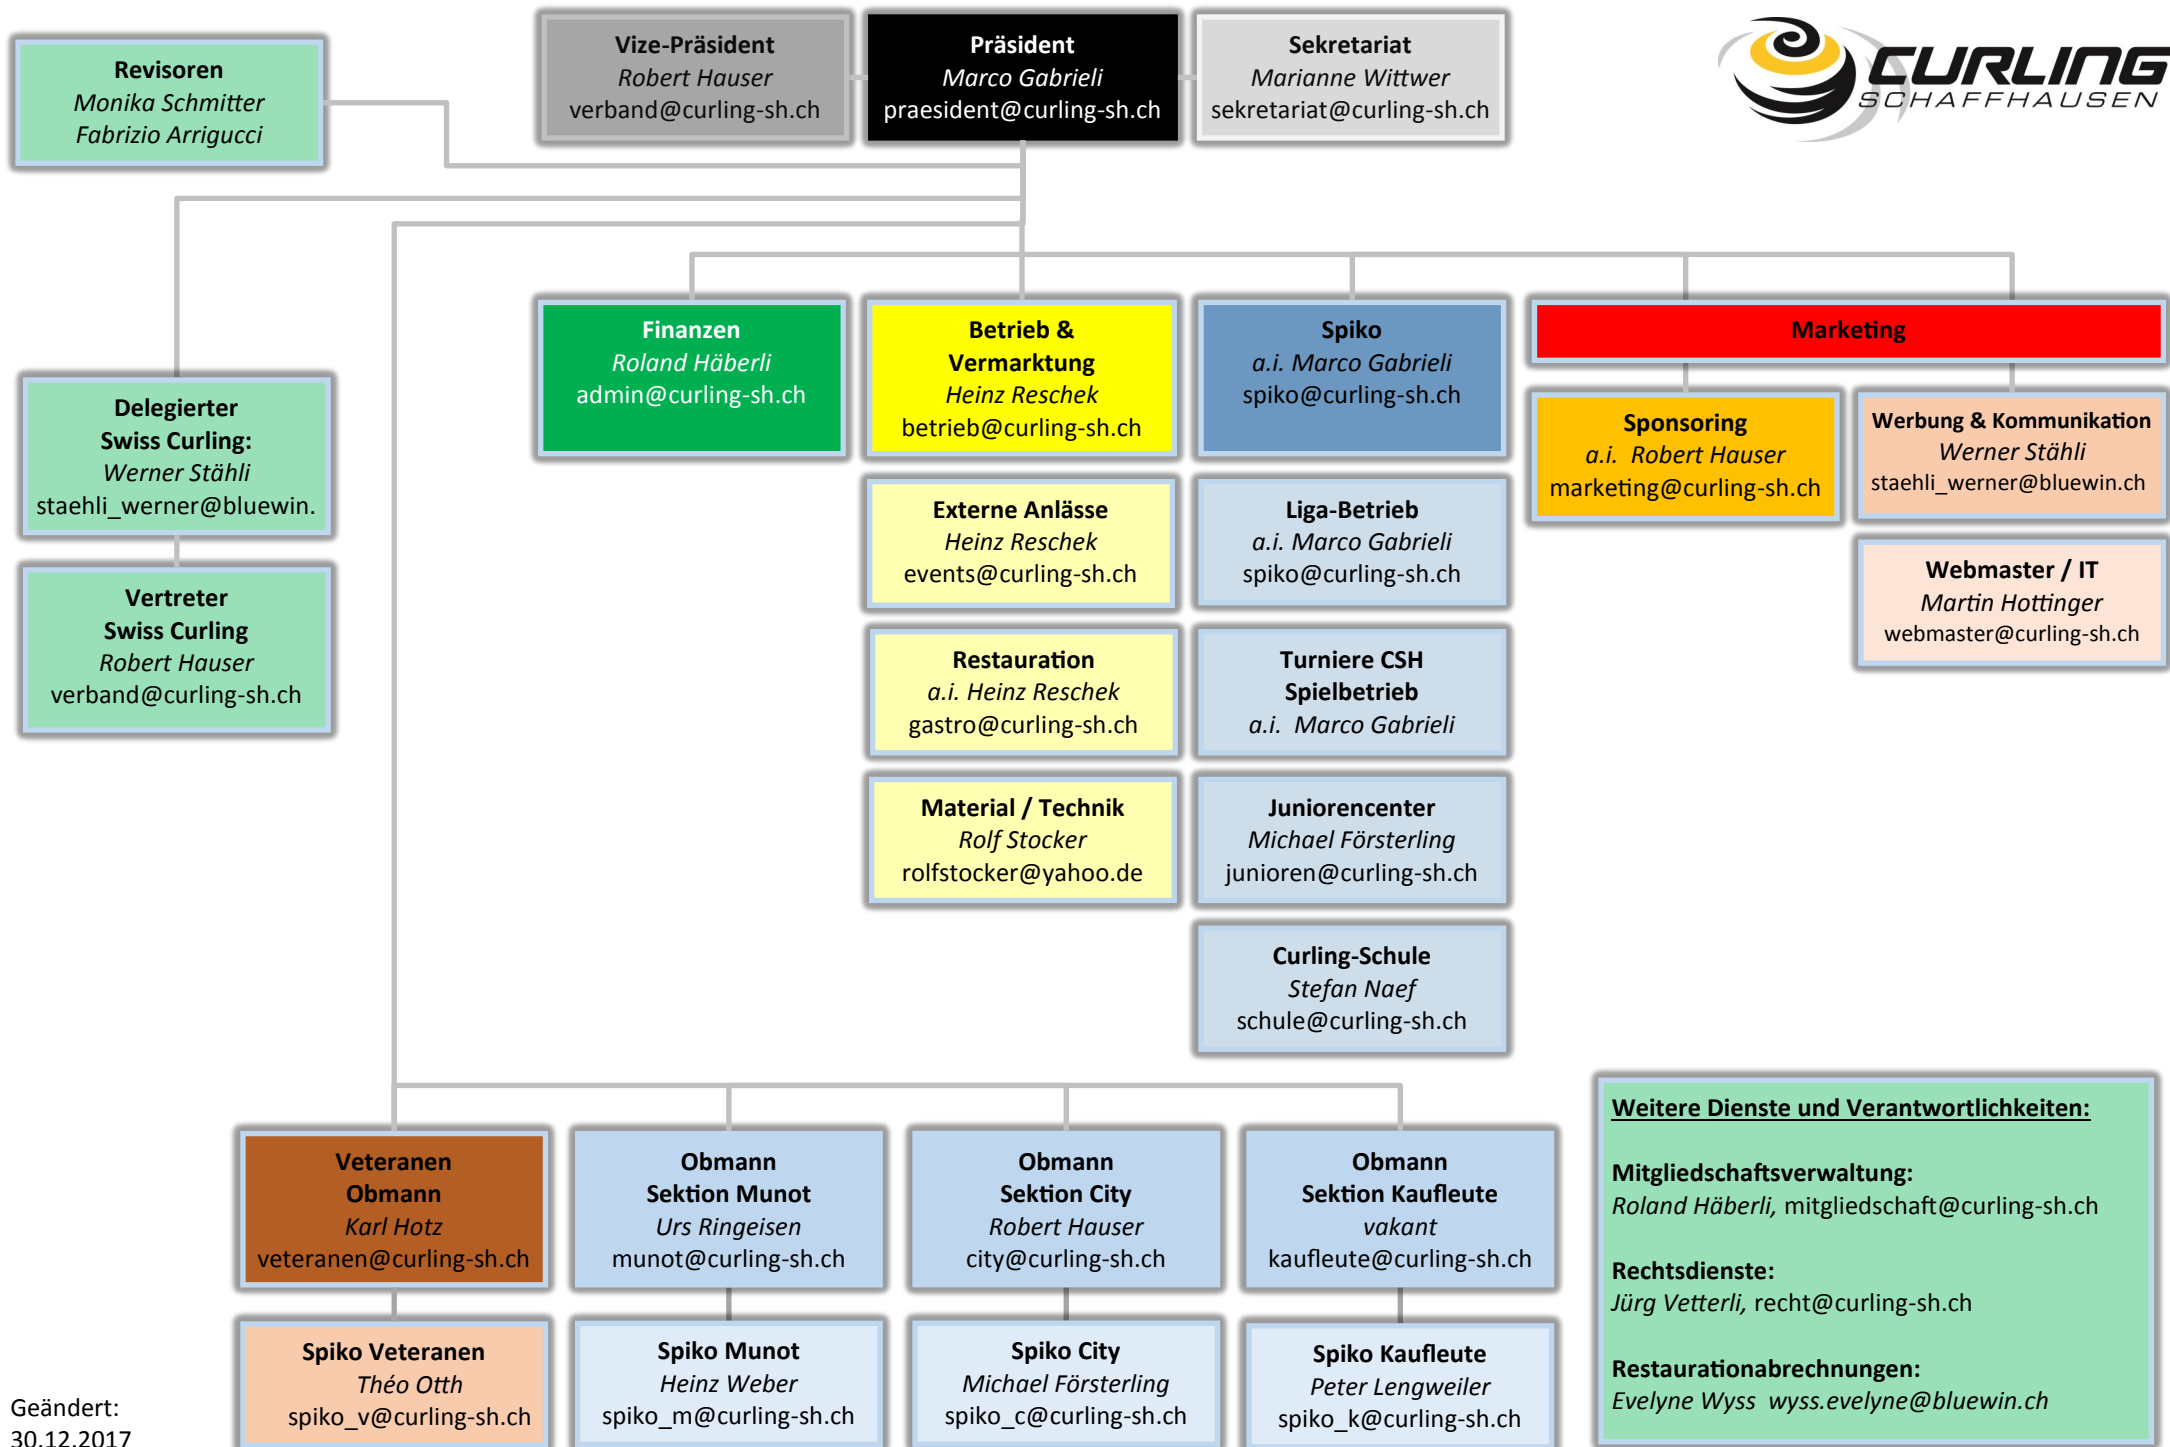 Revisoren
Monika Schmitter
Fabrizio Arrigucci
Vize-Präsident
Robert Hauser
verband@curling-sh.ch
Präsident
Marco Gabrieli
praesident@curling-sh.ch
Sekretariat
Marianne Wittwer
sekretariat@curling-sh.ch
CURLING
SCHAFFHAUSEN
Delegierter
Swiss Curling:
Werner Stähli
staehli_werner@bluewin.
Vertreter
Swiss Curling
Robert Hauser
verband@curling-sh.ch
Finanzen
Roland Häberli
admin@curling-sh.ch
Betrieb &
Vermarktung
Heinz Reschek
betrieb@curling-sh.ch
Externe Anlässe
Heinz Reschek
events@curling-sh.ch
Restauration
a.i. Heinz Reschek
gastro@curling-sh.ch
Material / Technik
Rolf Stocker
rolfstocker@yahoo.de
Spiko
a.i. Marco Gabrieli
spiko@curling-sh.ch
Liga-Betrieb
a.i. Marco Gabrieli
spiko@curling-sh.ch
Turniere CSH
Spielbetrieb
a.i. Marco Gabrieli
Juniorencenter
Michael Försterling
junioren@curling-sh.ch
Curling-Schule
Stefan Naef
schule@curling-sh.ch
Marketing
Sponsoring
a.i. Robert Hauser
marketing@curling-sh.ch
Werbung & Kommunikation
Werner Stähli
staehli_werner@bluewin.ch
Webmaster / IT
Martin Hottinger
webmaster@curling-sh.ch
Veteranen
Obmann
Karl Hotz
veteranen@curling-sh.ch
Spiko Veteranen
Théo Otth
spiko_v@curling-sh.ch
Obmann
Sektion Munot
Urs Ringeisen
munot@curling-sh.ch
Spiko Munot
Heinz Weber
spiko_m@curling-sh.ch
Obmann
Sektion City
Robert Hauser
city@curling-sh.ch
Spiko City
Michael Försterling
spiko_c@curling-sh.ch
Obmann
Sektion Kaufleute
vakant
kaufleute@curling-sh.ch
Spiko Kaufleute
Peter Lengweiler
spiko_k@curling-sh.ch
Weitere Dienste und Verantwortlichkeiten:
Mitgliedschaftsverwaltung:
Roland Häberli, mitgliedschaft@curling-sh.ch
Rechtsdienste:
Jürg Vetterli, recht@curling-sh.ch
Restaurationabrechnungen:
Evelyne Wyss wyss.evelyne@bluewin.ch
Geändert:
30.12.2017